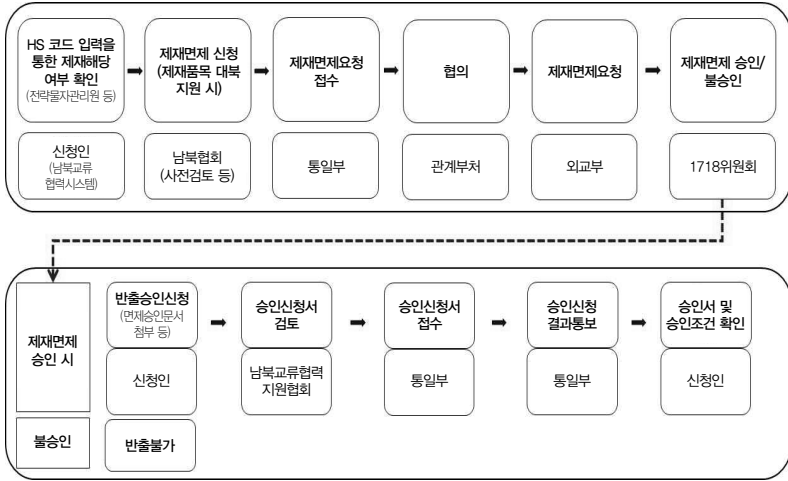 HS 코드 입력을
통한 제재해당
여부 확인
(전략물자관리원 등)
제재면제 신청
(제재품목 대북
지원 시)
제재면제요청
접수
협의
제재면제요청
제재면제 승인/
불승인
신청인
(남북교류
협력시스템)
남북협회
(사전검토 등)
통일부
관계부처
외교부
1718위원회
제재면제
승인 시
반출승인신청
(면제승인문서
첨부 등)
승인신청서
검토
승인신청서
접수
승인신청
결과통보
승인서 및
승인조건 확인
신청인
남북교류협력
지원협회
통일부
통일부
신청인
불승인
반출불가